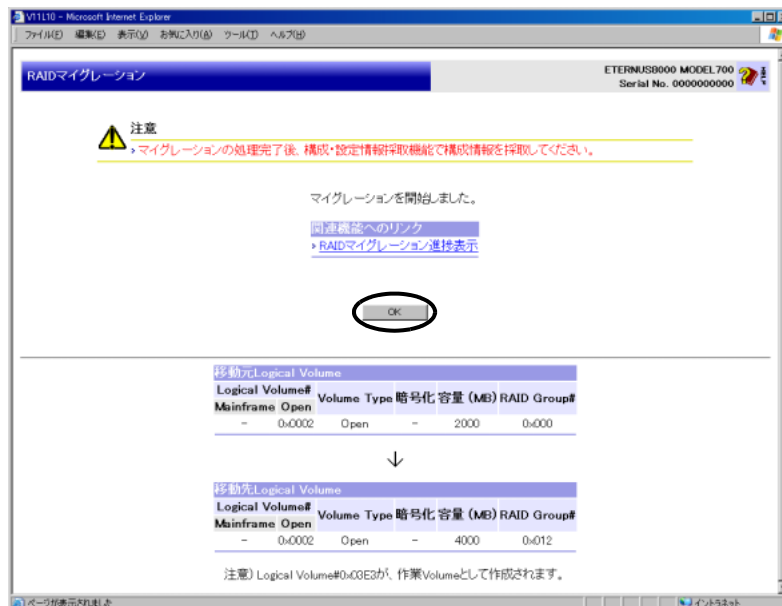 V11L10 - Microsoft Internet Explorer
ファイル(F) 編集(E) 表示(V) お気に入り(A) ツール(T) ヘルプ(H)
RAIDマイグレーション
ETERNUS8000 MODEL700
Serial No. 0000000000
注意
マイグレーションの処理完了後、構成・設定情報採取機能で構成情報を採取してください。
マイグレーションを開始しました。
関連機能へのリンク
RAIDマイグレーション進捗表示
OK
移動元Logical Volume
Logical Volume# Volume Type 暗号化 容量 (MB) RAID Group#
Mainframe Open
- 0x0002 Open - 2000 0x000
↓
移動先Logical Volume
Logical Volume# Volume Type 暗号化 容量 (MB) RAID Group#
Mainframe Open
- 0x0002 Open - 4000 0x012
注意) Logical Volume#0x03E3が、作業Volumeとして作成されます。
ページが表示されました
イントラネット